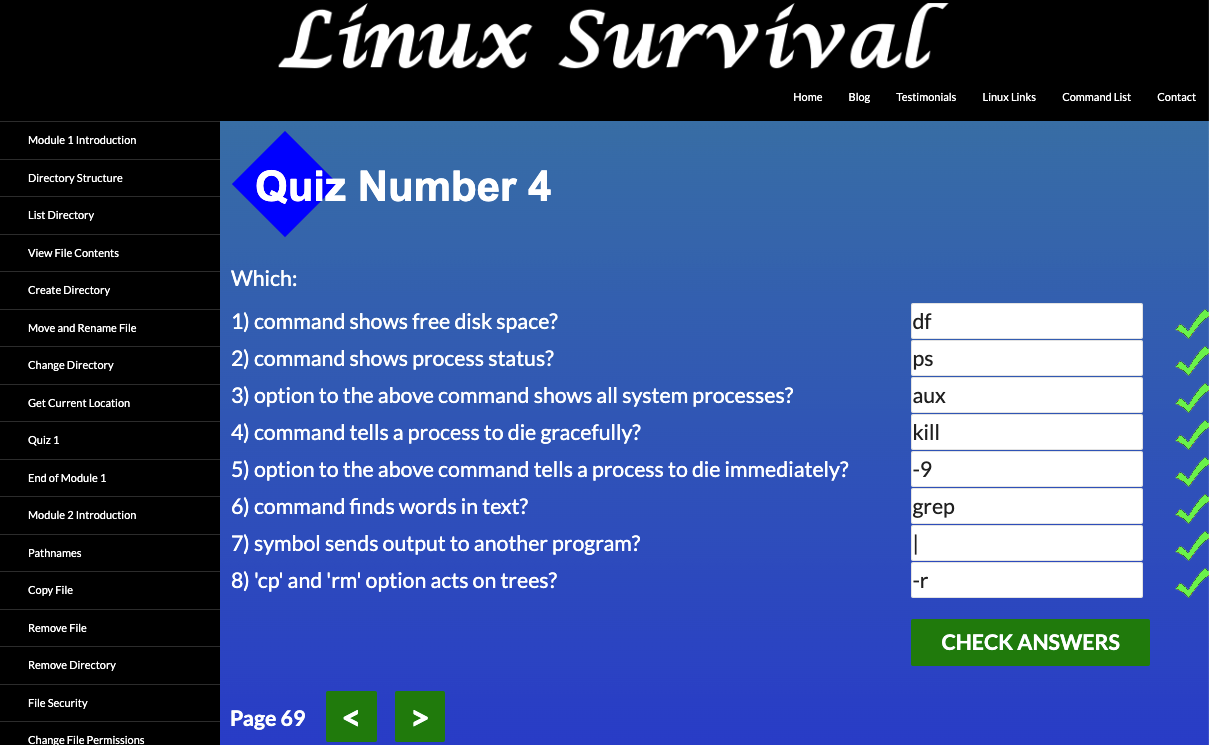 Linux Survival
Home Blog Testimonials Linux Links Command List Contact
Module 1 Introduction
Directory Structure
List Directory
View File Contents
Create Directory
Move and Rename File
Change Directory
Get Current Location
Quiz 1
End of Module 1
Module 2 Introduction
Pathnames
Copy File
Remove File
Remove Directory
File Security
Change File Permissions
Quiz Number 4
Which:
1) command shows free disk space? df
2) command shows process status? ps
3) option to the above command shows all system processes? aux
4) command tells a process to die gracefully? kill
5) option to the above command tells a process to die immediately? -9
6) command finds words in text? grep
7) symbol sends output to another program? |
8) 'cp' and 'rm' option acts on trees? -r
CHECK ANSWERS
Page 69 < >